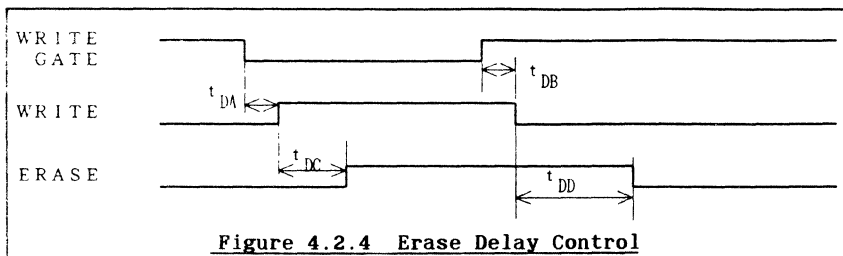 WRITE
GATE
t DA
t DB
WRITE
t DC
ERASE
t DD
Figure 4.2.4 Erase Delay Control